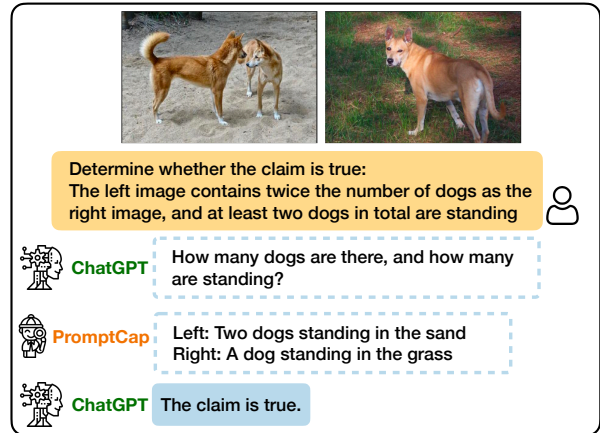 Determine whether the claim is true:
The left image contains twice the number of dogs as the
right image, and at least two dogs in total are standing
ChatGPT
How many dogs are there, and how many
are standing?
PromptCap
Left: Two dogs standing in the sand
Right: A dog standing in the grass
ChatGPT
The claim is true.